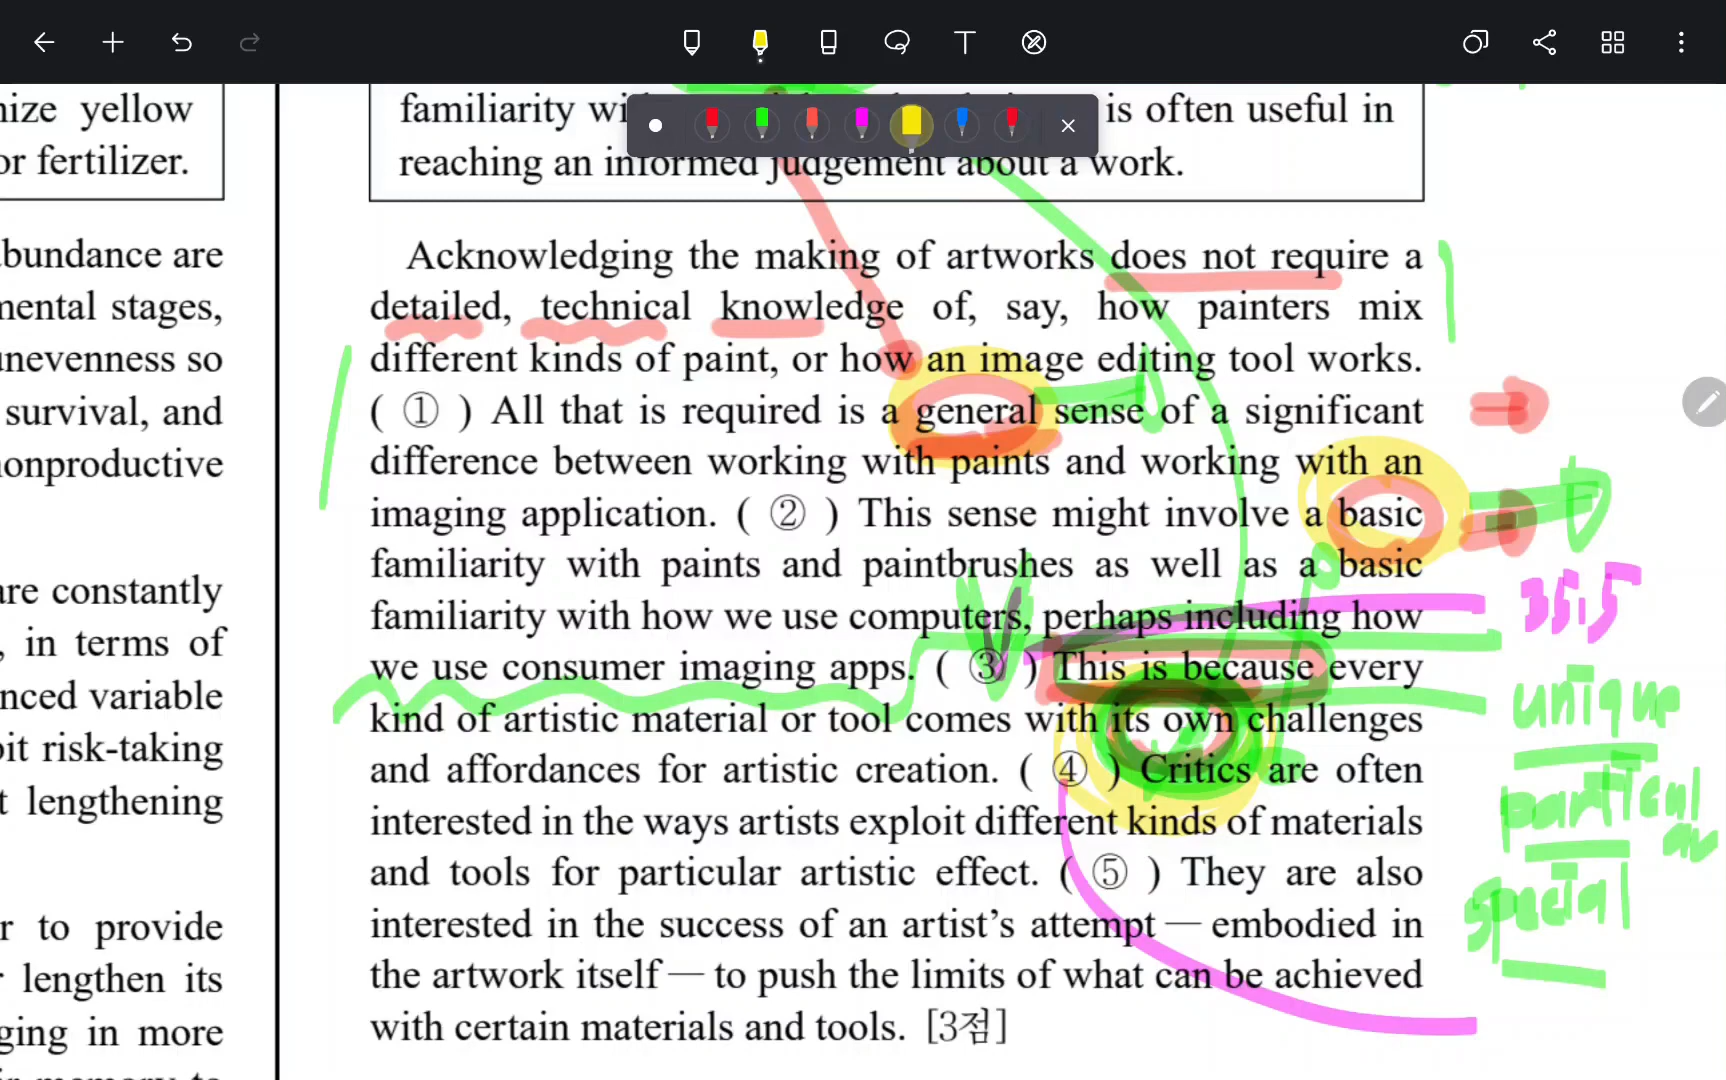 nize yellow
or fertilizer.
bundance are
mental stages,
unevenness so
survival, and
nonproductive
are constantly
, in terms of
nced variable
oit risk-taking
t lengthening
r to provide
r lengthen its
ging in more
familiarity wi
is often useful in
reaching an informed judgement about a work.
Acknowledging the making of artworks does not require a
detailed, technical knowledge of, say, how painters mix
different kinds of paint, or how an image editing tool works.
( ① ) All that is required is a general sense of a significant
difference between working with paints and working with an
imaging application. ( ② ) This sense might involve a basic
familiarity with paints and paintbrushes as well as a basic
familiarity with how we use computers, perhaps including how
we use consumer imaging apps. ( ③ ) This is because every
kind of artistic material or tool comes with its own challenges
and affordances for artistic creation. ( ④ ) Critics are often
interested in the ways artists exploit different kinds of materials
and tools for particular artistic effect. ( ⑤ ) They are also
interested in the success of an artist's attempt — embodied in
the artwork itself — to push the limits of what can be achieved
with certain materials and tools. [3점]
35.5
unique
particul
ar
special